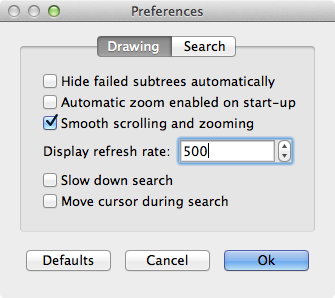 Preferences
Drawing Search
Hide failed subtrees automatically
Automatic zoom enabled on start-up
Smooth scrolling and zooming
Display refresh rate: 500
Slow down search
Move cursor during search
Defaults Cancel Ok